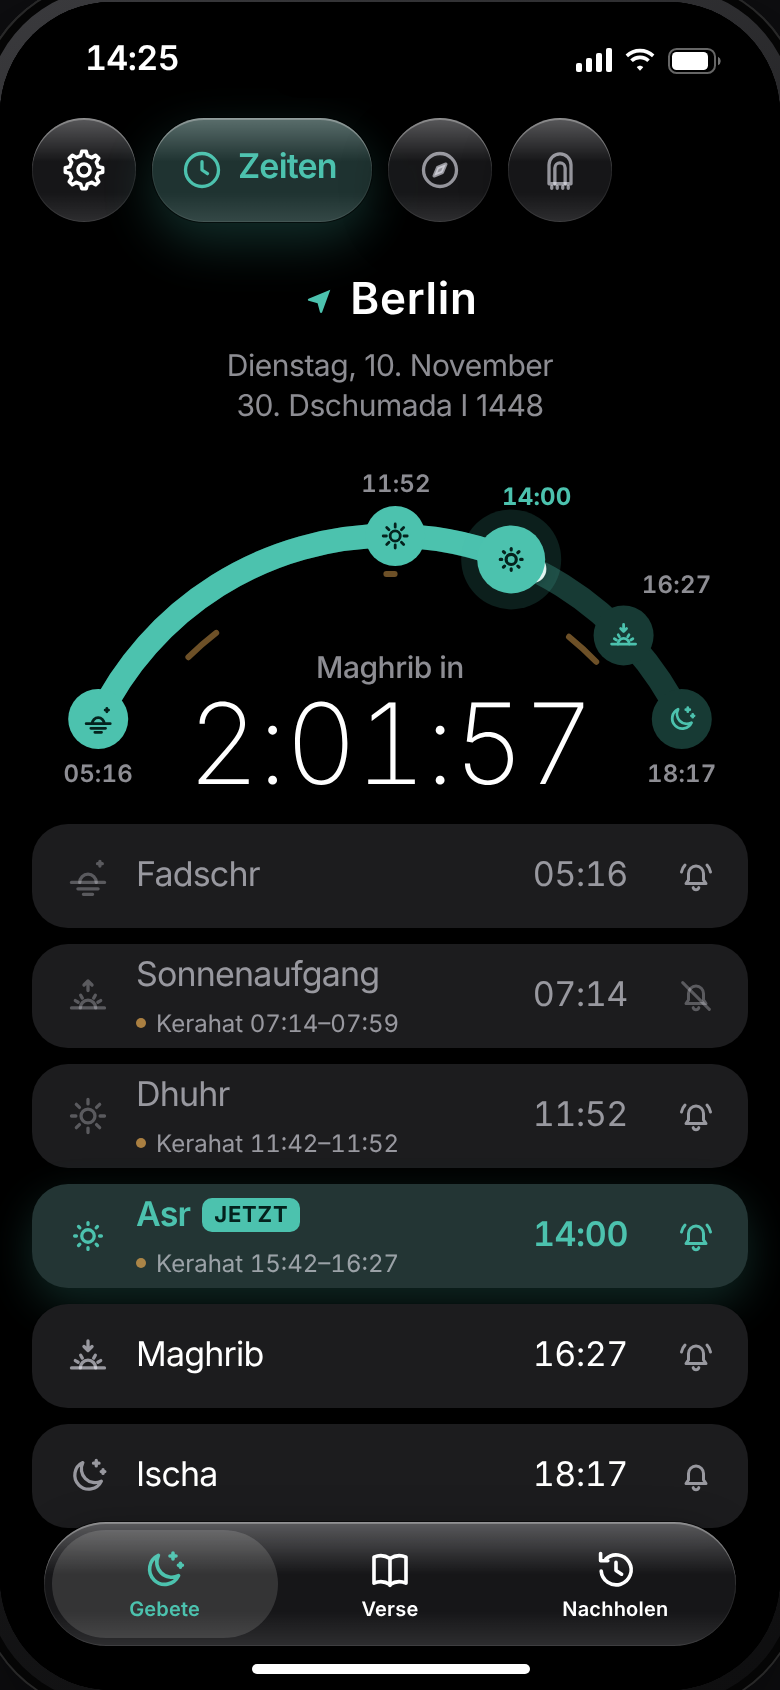 14:25
Zeiten
Berlin
Dienstag, 10. November
30. Dschumada I 1448
11:52
14:00
16:27
Maghrib in
2:01:57
05:16
18:17
Fadschr 05:16
Sonnenaufgang
07:14
Kerahat 07:14–07:59
Dhuhr
11:52
Kerahat 11:42–11:52
Asr JETZT
14:00
Kerahat 15:42–16:27
Maghrib 16:27
Ischa 18:17
Gebete Verse Nachholen